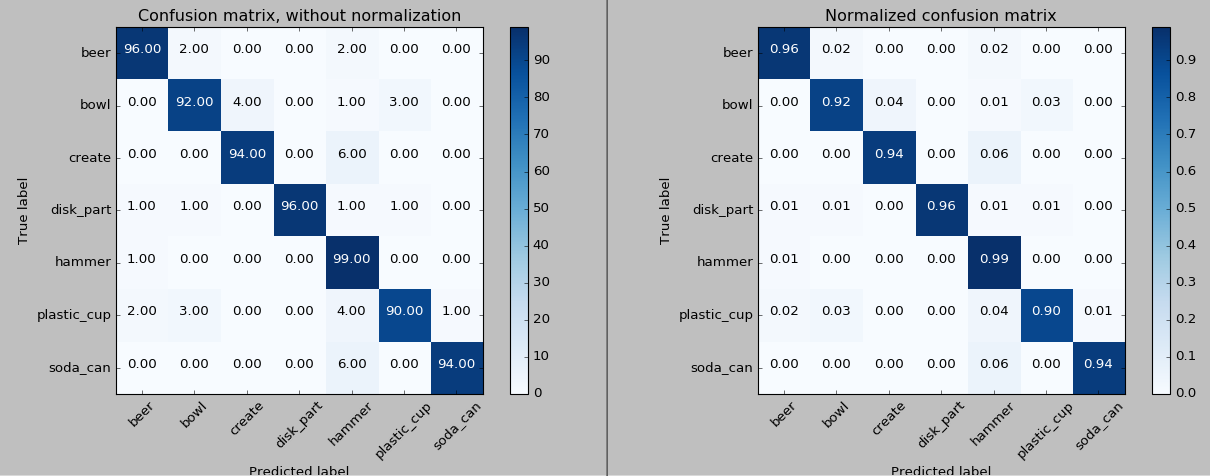 Confusion matrix, without normalization
beer 96.00 2.00 0.00 0.00 2.00 0.00 0.00
bowl 0.00 92.00 4.00 0.00 1.00 3.00 0.00
create 0.00 0.00 94.00 0.00 6.00 0.00 0.00
disk_part 1.00 1.00 0.00 96.00 1.00 1.00 0.00
hammer 1.00 0.00 0.00 0.00 99.00 0.00 0.00
plastic_cup 2.00 3.00 0.00 0.00 4.00 90.00 1.00
soda_can 0.00 0.00 0.00 0.00 6.00 0.00 94.00
True label
beer bowl create disk_part hammer plastic_cup soda_can
Predicted label
90
80
70
60
50
40
30
20
10
0
Normalized confusion matrix
beer 0.96 0.02 0.00 0.00 0.02 0.00 0.00
bowl 0.00 0.92 0.04 0.00 0.01 0.03 0.00
create 0.00 0.00 0.94 0.00 0.06 0.00 0.00
disk_part 0.01 0.01 0.00 0.96 0.01 0.01 0.00
hammer 0.01 0.00 0.00 0.00 0.99 0.00 0.00
plastic_cup 0.02 0.03 0.00 0.00 0.04 0.90 0.01
soda_can 0.00 0.00 0.00 0.00 0.06 0.00 0.94
True label
beer bowl create disk_part hammer plastic_cup soda_can
Predicted label
0.9
0.8
0.7
0.6
0.5
0.4
0.3
0.2
0.1
0.0